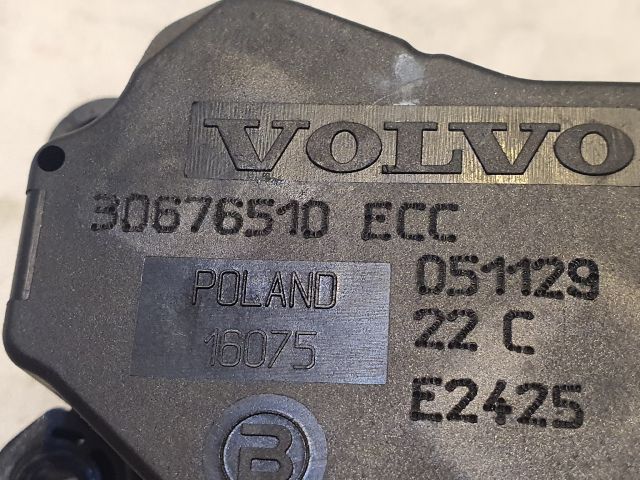 VOLVO
30676510 ECC
POLAND
16075
051129
22 C
E2425
B